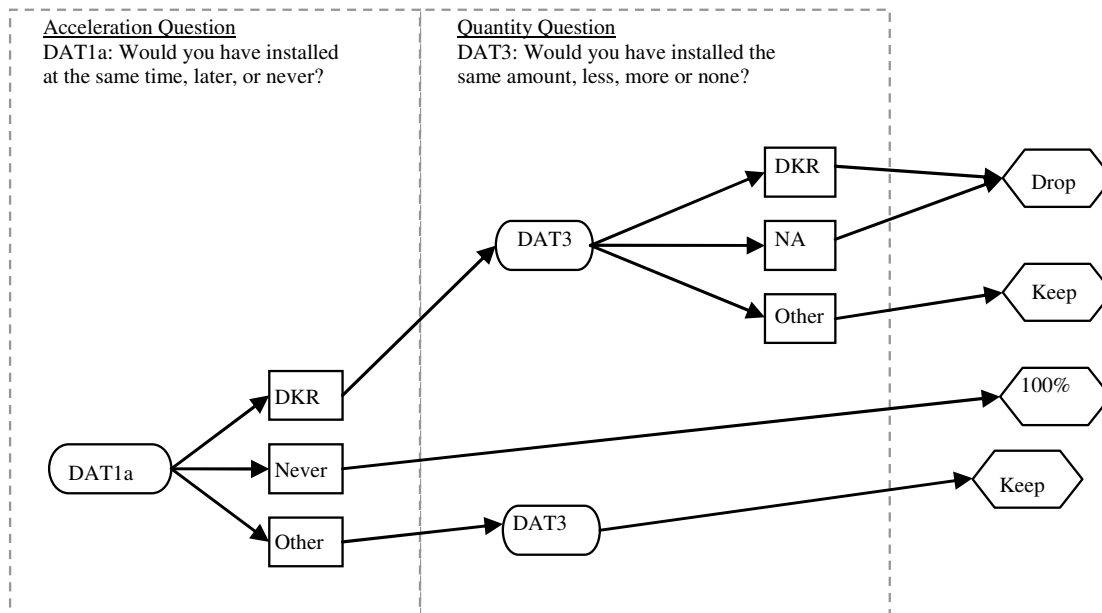 Acceleration Question
DAT1a: Would you have installed
at the same time, later, or never?
Quantity Question
DAT3: Would you have installed the
same amount, less, more or none?
DKR
Drop
DAT3
NA
Keep
Other
DKR
100%
DAT1a
Never
Keep
Other
DAT3